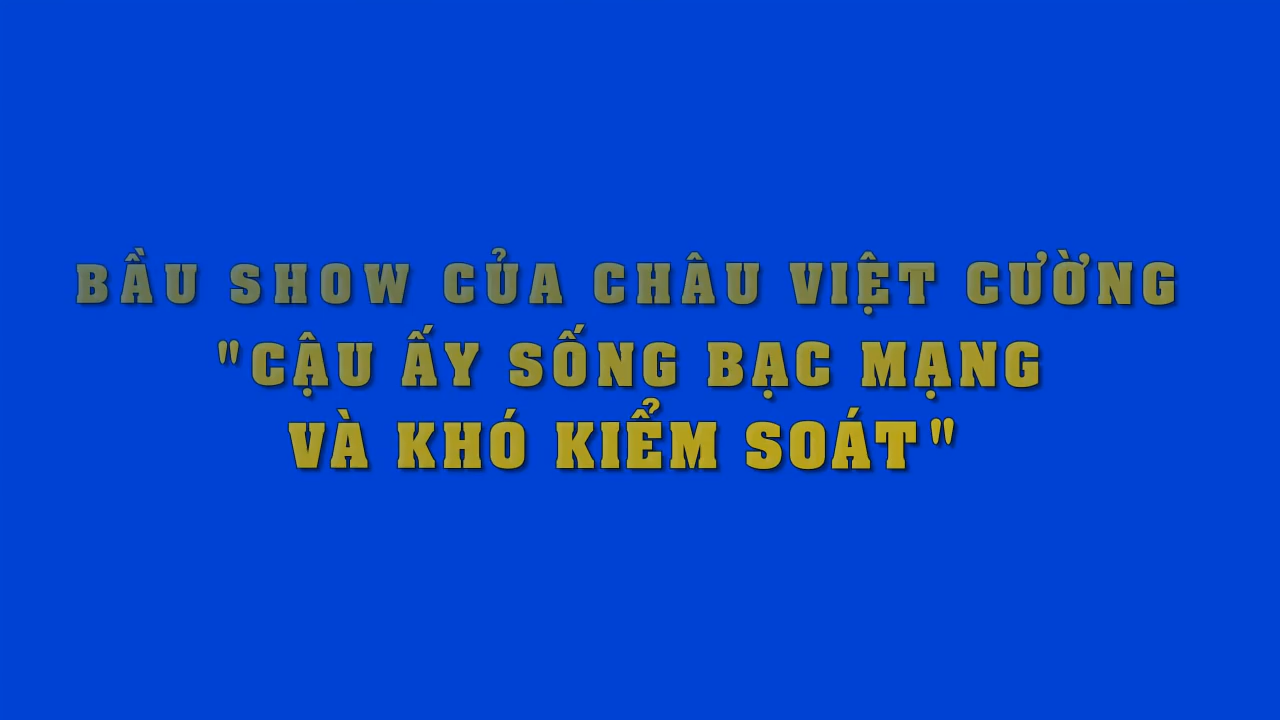 BẦU SHOW CỦA CHÂU VIỆT CƯỜNG
"CẬU ẤY SỐNG BẠC MẠNG
VÀ KHÓ KIỂM SOÁT"